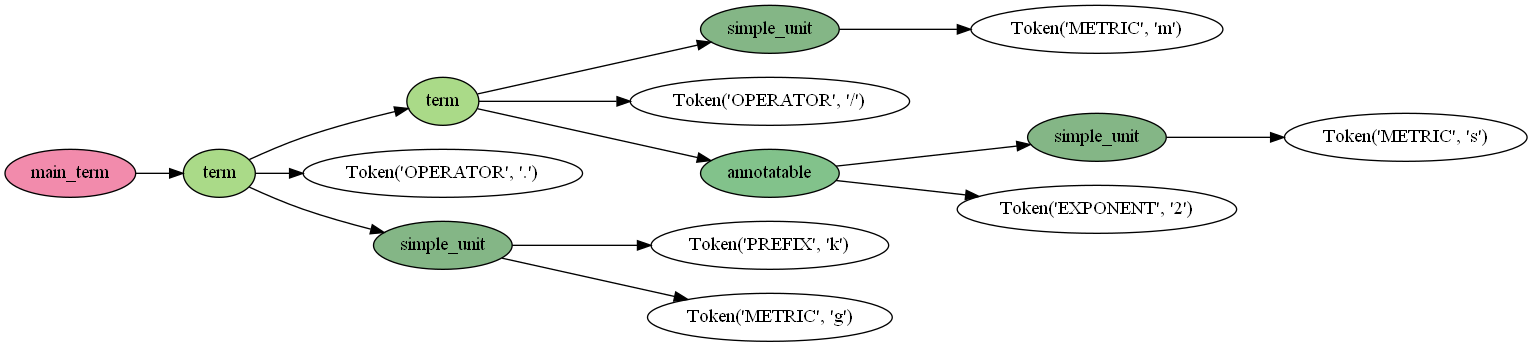 simple_unit
Token('METRIC', 'm')
term
Token('OPERATOR', '/')
simple_unit
Token('METRIC', 's')
main_term
term
Token('OPERATOR', '.')
annotatable
Token('EXPONENT', '2')
simple_unit
Token('PREFIX', 'k')
Token('METRIC', 'g')